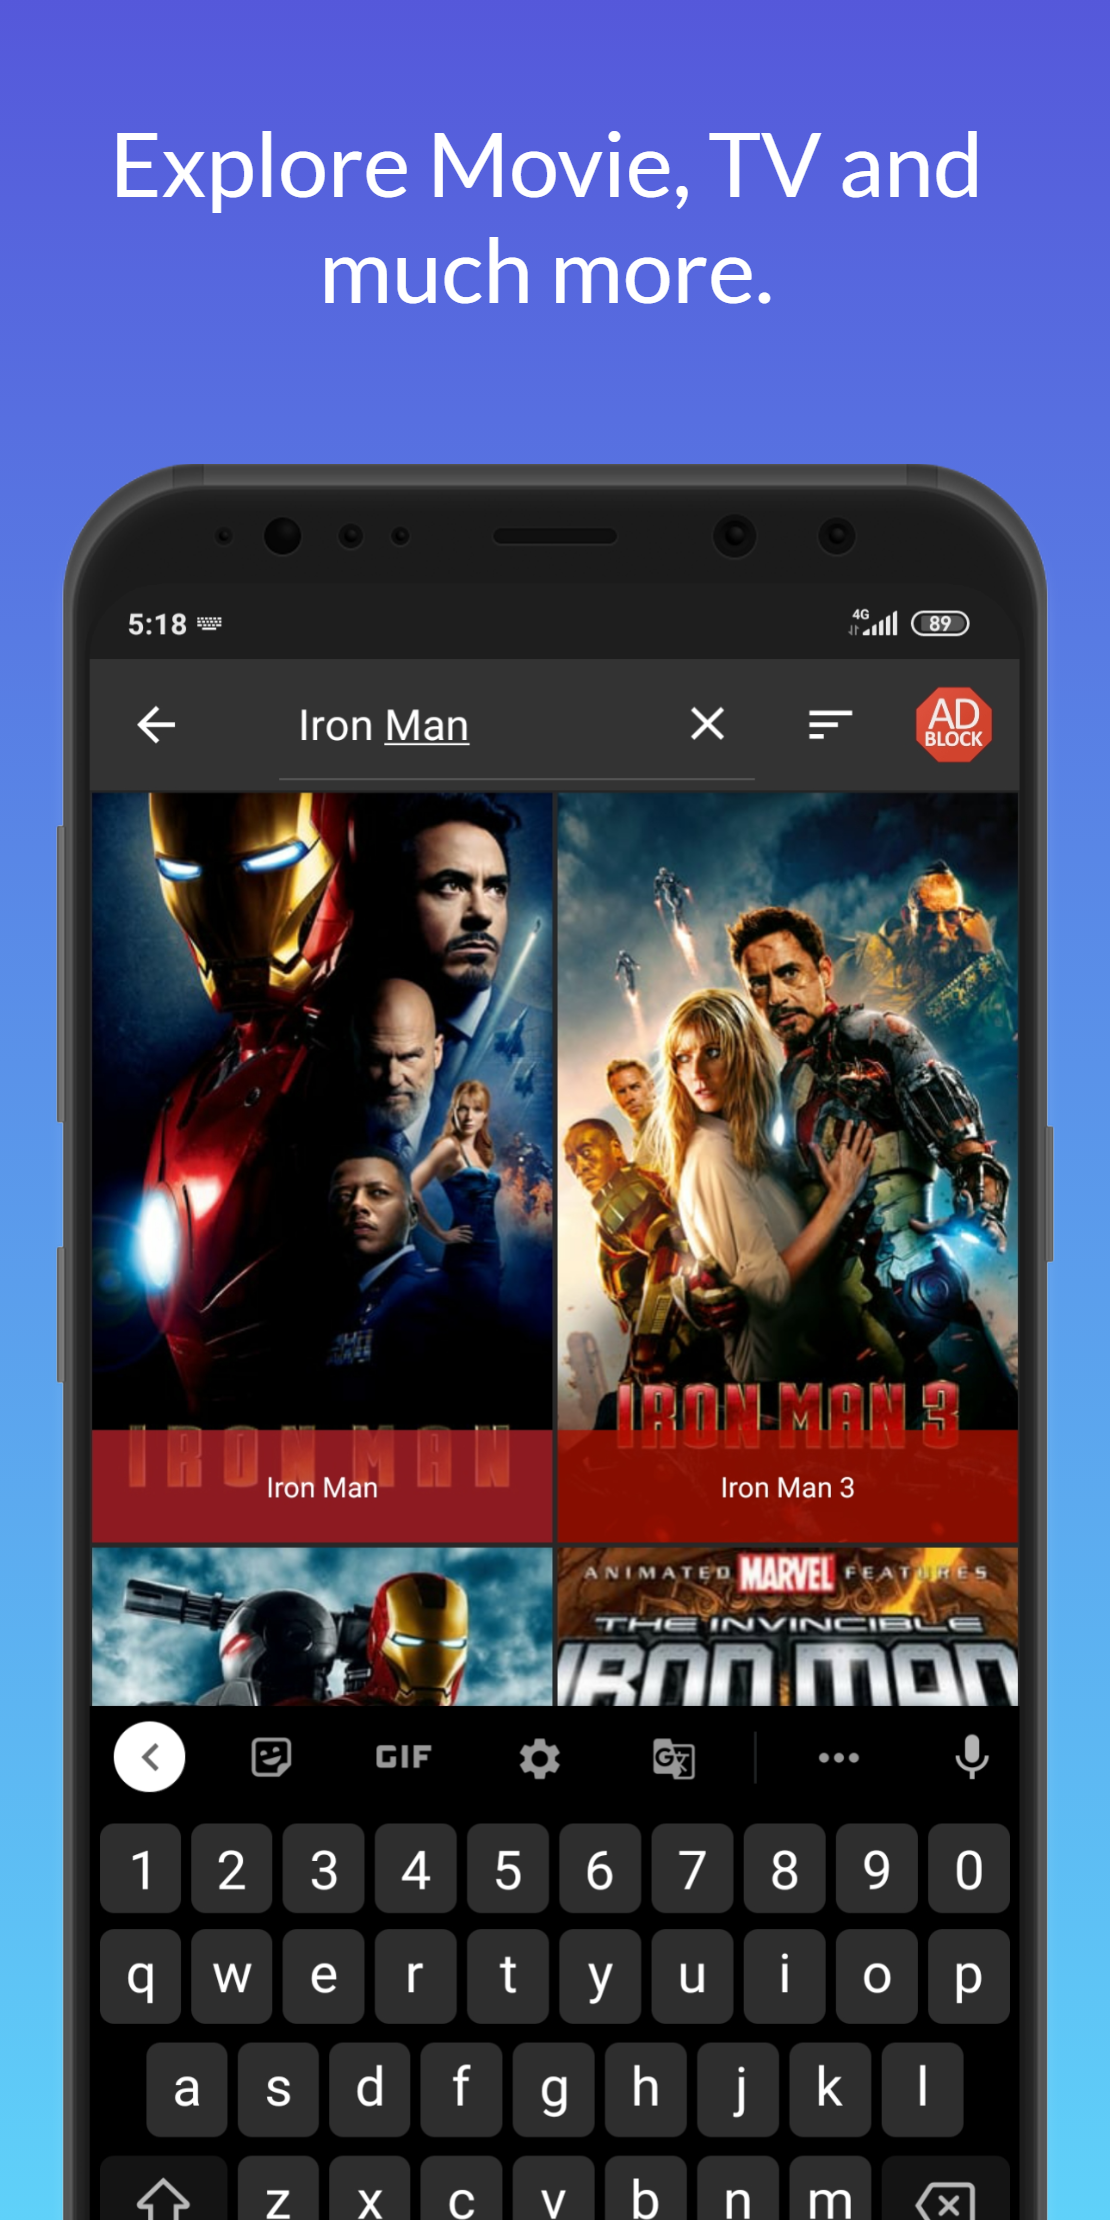 Explore Movie, TV and
much more.
5:18
4G
89
Iron Man
AD
BLOCK
IRON MAN
Iron Man
IRON MAN 3
Iron Man 3
ANIMATED MARVEL FEATURES
THE INVINCIBLE
IRON MAN
GIF
G
1 2 3 4 5 6 7 8 9 0
q w e r t y u i o p
a s d f g h j k l
z x c v b n m